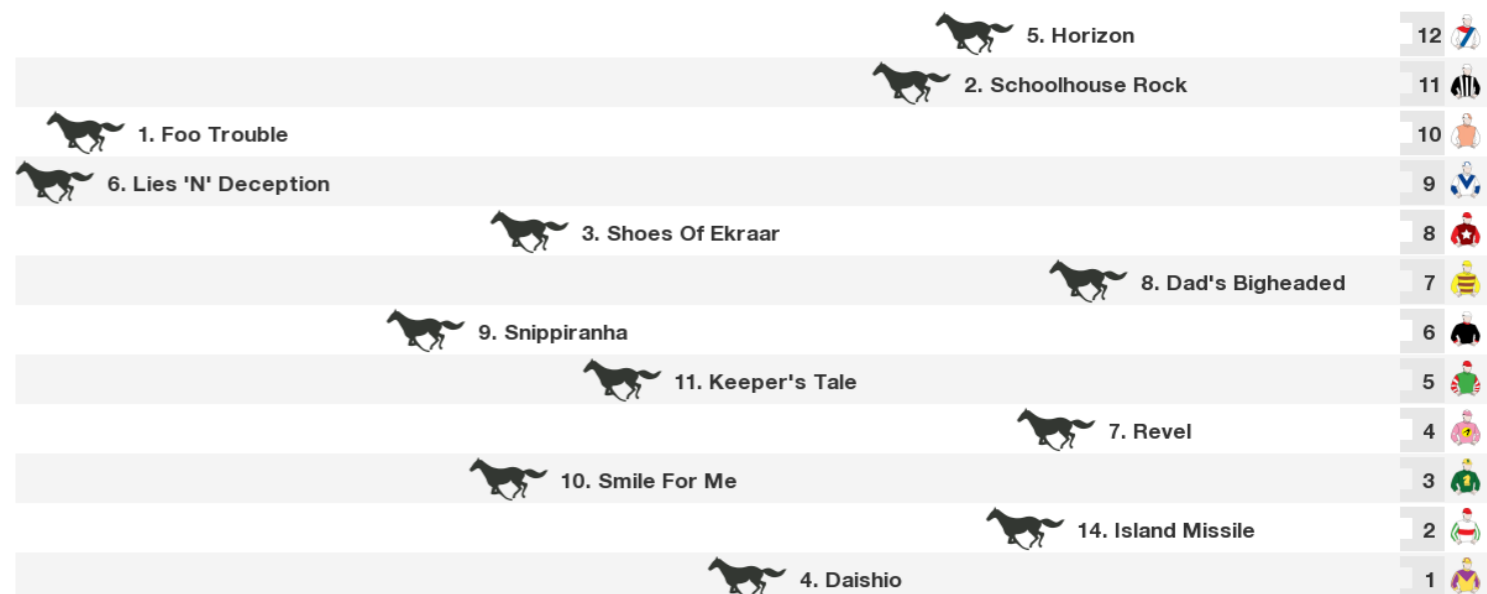 5. Horizon 12
2. Schoolhouse Rock 11
1. Foo Trouble 10
6. Lies 'N' Deception 9
3. Shoes Of Ekraar 8
8. Dad's Bigheaded 7
9. Snippiranha 6
11. Keeper's Tale 5
7. Revel 4
10. Smile For Me 3
14. Island Missile 2
4. Daishio 1